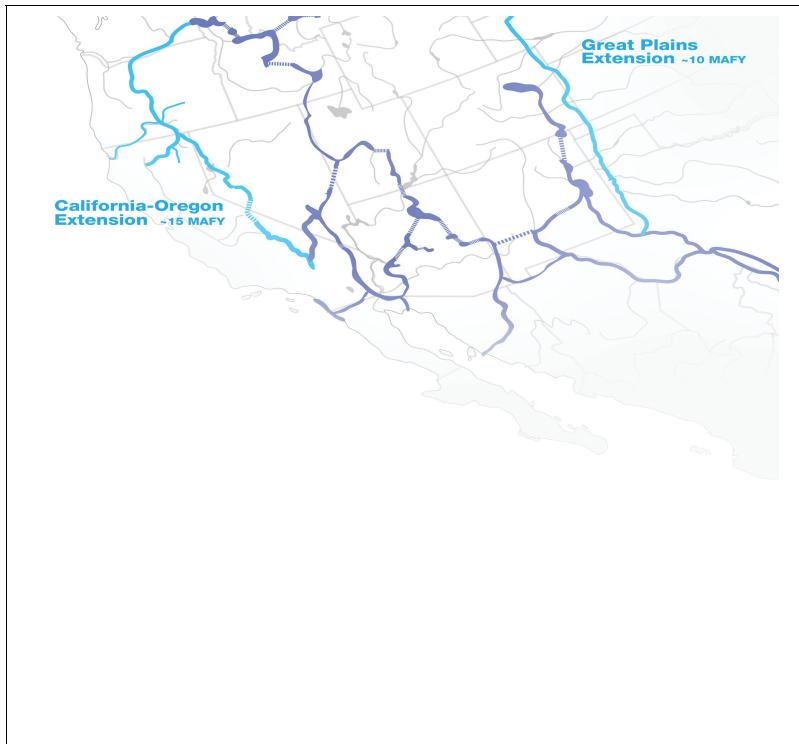 Great Plains
Extension ~10 MAFY
California-Oregon
Extension ~15 MAFY